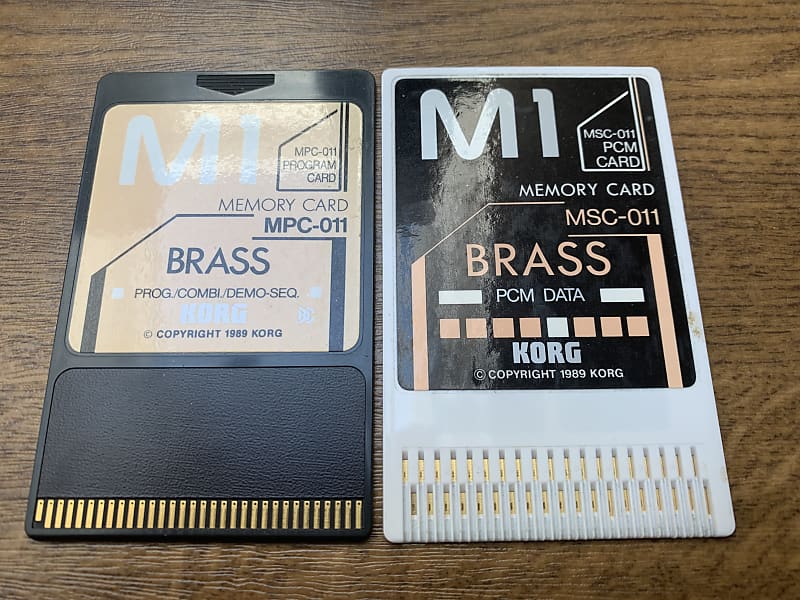 M1
MPC-011
PROGRAM
CARD
MEMORY CARD
MPC-011
BRASS
PROG./COMBI./DEMO-SEQ.
KORG
© COPYRIGHT 1989 KORG
M1
MSC-011
PCM
CARD
MEMORY CARD
MSC-011
BRASS
PCM DATA
KORG
© COPYRIGHT 1989 KORG